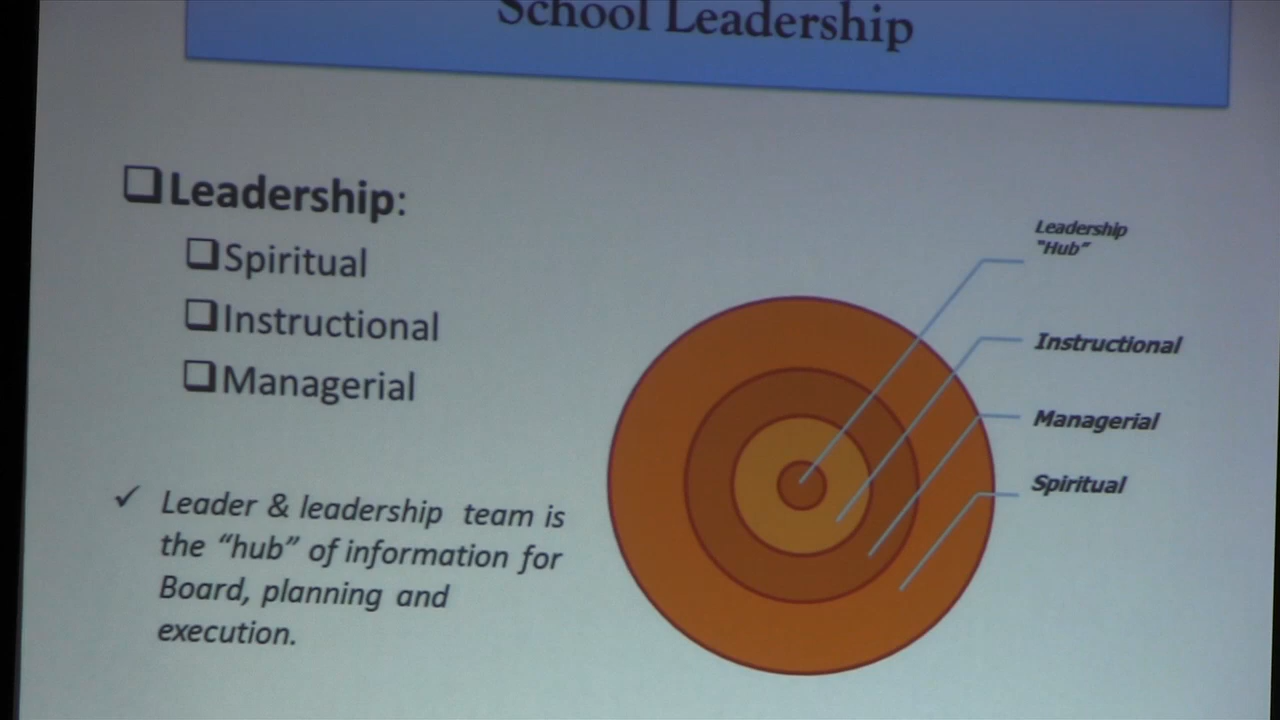 School Leadership
Leadership:
Spiritual
Instructional
Managerial
✓ Leader & leadership team is
the “hub” of information for
Board, planning and
execution.
Leadership
“Hub”
Instructional
Managerial
Spiritual